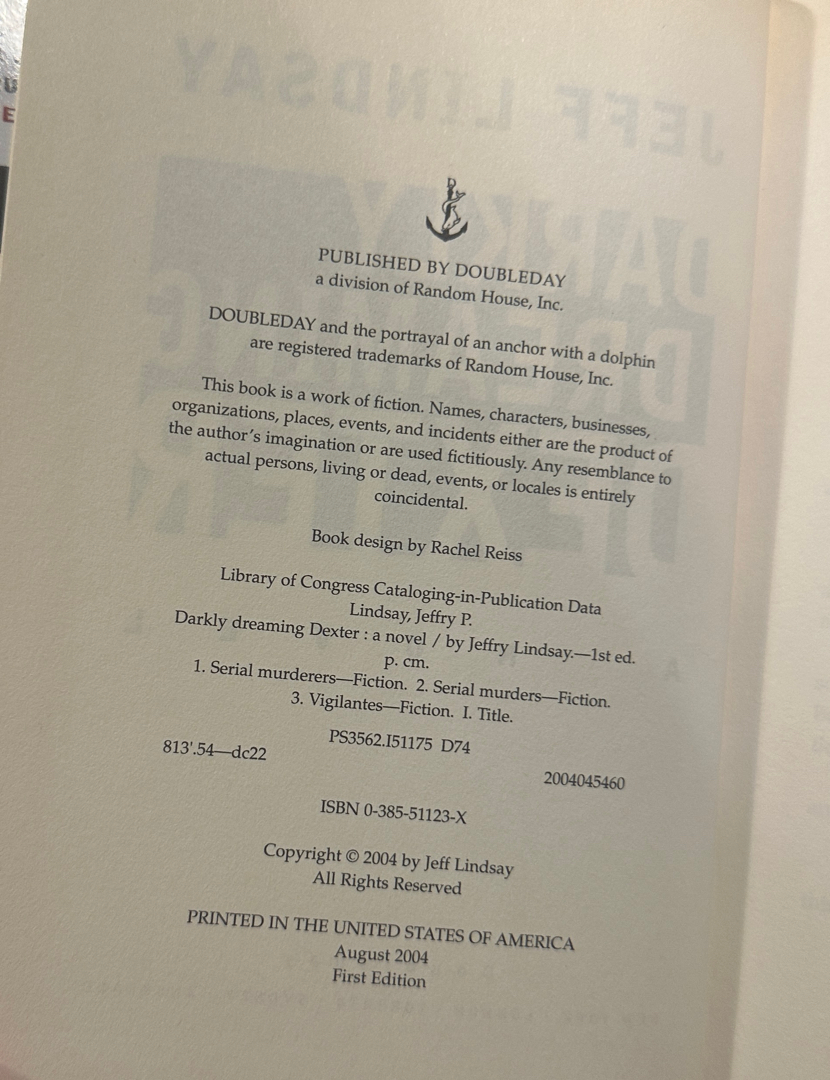 JEFF LINDSAY
PUBLISHED BY DOUBLEDAY
a division of Random House, Inc.
DOUBLEDAY and the portrayal of an anchor with a dolphin
are registered trademarks of Random House, Inc.
This book is a work of fiction. Names, characters, businesses,
organizations, places, events, and incidents either are the product of
the author's imagination or are used fictitiously. Any resemblance to
actual persons, living or dead, events, or locales is entirely
coincidental.
Book design by Rachel Reiss
Library of Congress Cataloging-in-Publication Data
Lindsay, Jeffry P.
Darkly dreaming Dexter : a novel / by Jeffry Lindsay.—1st ed.
p. cm.
1. Serial murderers—Fiction. 2. Serial murders—Fiction.
3. Vigilantes—Fiction. I. Title.
PS3562.I51175 D74
813'.54—dc22
2004045460
ISBN 0-385-51123-X
Copyright © 2004 by Jeff Lindsay
All Rights Reserved
PRINTED IN THE UNITED STATES OF AMERICA
August 2004
First Edition